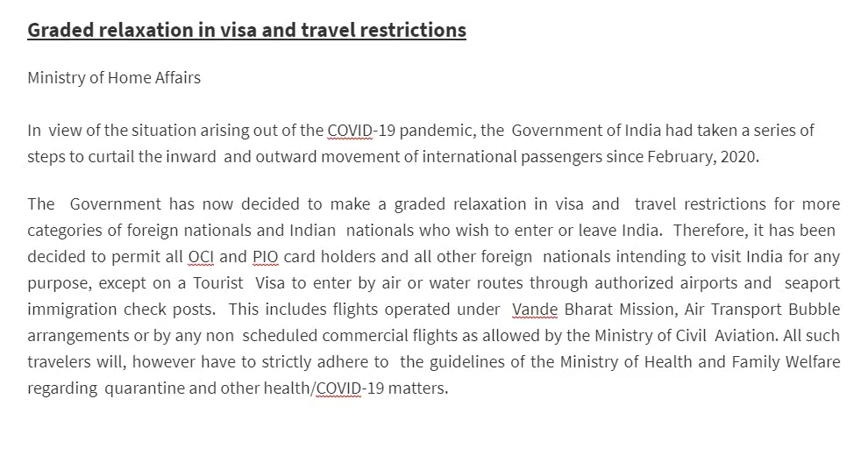 Graded relaxation in visa and travel restrictions
Ministry of Home Affairs
In view of the situation arising out of the COVID-19 pandemic, the Government of India had taken a series of
steps to curtail the inward and outward movement of international passengers since February, 2020.
The Government has now decided to make a graded relaxation in visa and travel restrictions for more
categories of foreign nationals and Indian nationals who wish to enter or leave India. Therefore, it has been
decided to permit all OCI and PIO card holders and all other foreign nationals intending to visit India for any
purpose, except on a Tourist Visa to enter by air or water routes through authorized airports and seaport
immigration check posts. This includes flights operated under Vande Bharat Mission, Air Transport Bubble
arrangements or by any non scheduled commercial flights as allowed by the Ministry of Civil Aviation. All such
travelers will, however have to strictly adhere to the guidelines of the Ministry of Health and Family Welfare
regarding quarantine and other health/COVID-19 matters.